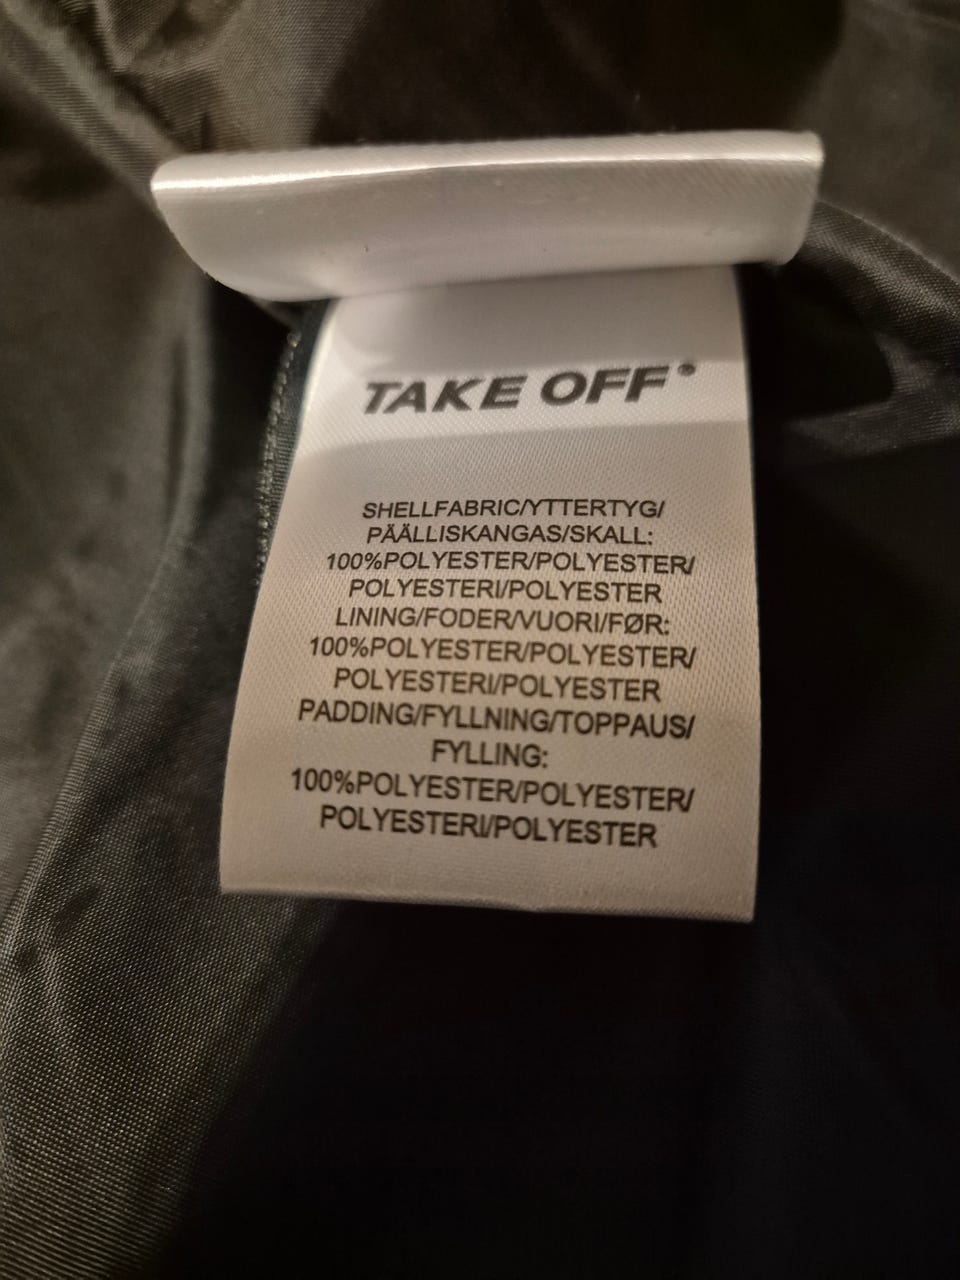 TAKE OFF®
SHELLFABRIC/YTTERTYG/
PÄÄLLISKANGAS/SKALL:
100%POLYESTER/POLYESTER/
POLYESTERI/POLYESTER
LINING/FODER/VUORI/FØR:
100%POLYESTER/POLYESTER/
POLYESTERI/POLYESTER
PADDING/FYLLNING/TOPPAUS/
FYLLING:
100%POLYESTER/POLYESTER/
POLYESTERI/POLYESTER